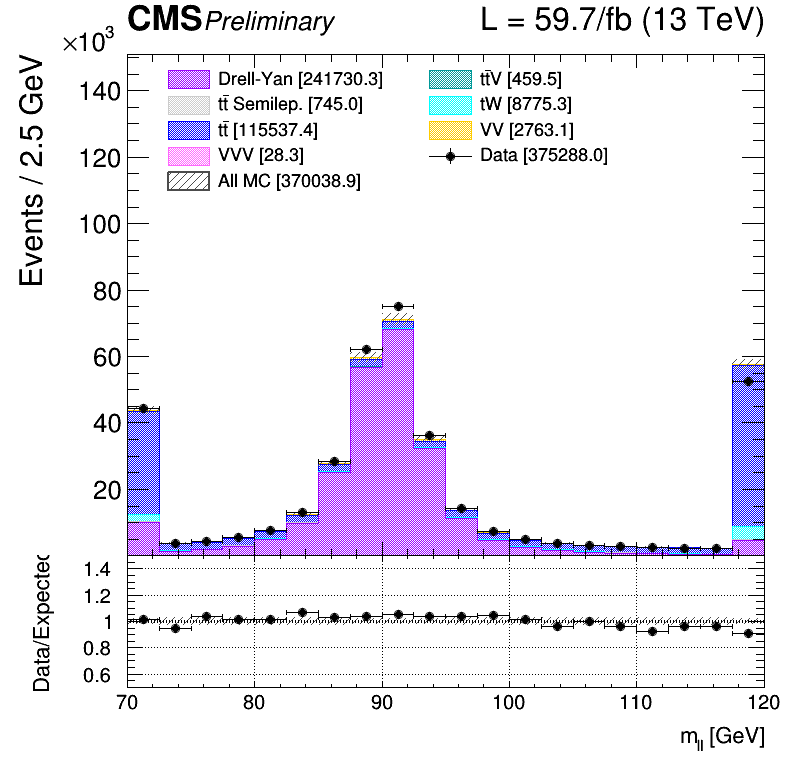 CMS Preliminary L = 59.7/fb (13 TeV)
×10³
Events / 2.5 GeV
140
120
100
80
60
40
20
Drell-Yan [241730.3]
tt̄ Semilep. [745.0]
tt̄ [115537.4]
VVV [28.3]
All MC [370038.9]
tt̄V [459.5]
tW [8775.3]
VV [2763.1]
Data [375288.0]
Data/Expected
1.4
1.2
1
0.8
0.6
70 80 90 100 110 120
m_ll [GeV]